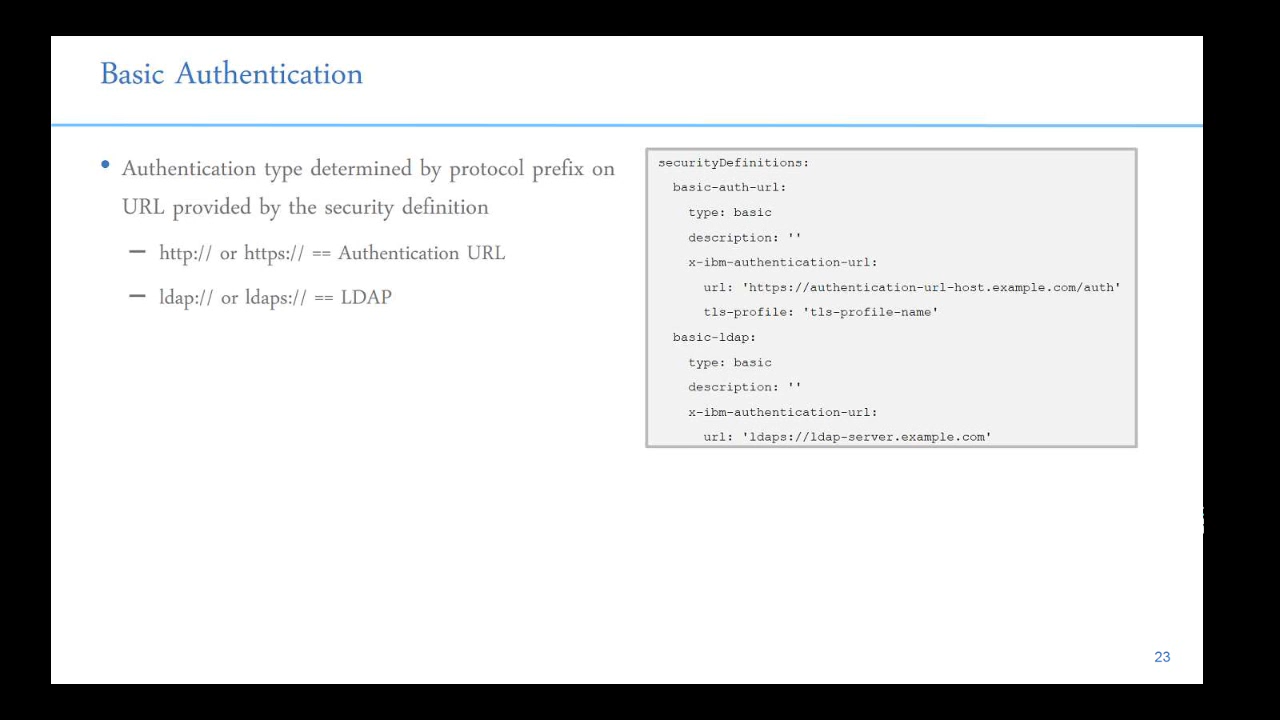 Basic Authentication
• Authentication type determined by protocol prefix on
URL provided by the security definition
– http:// or https:// == Authentication URL
– ldap:// or ldaps:// == LDAP
securityDefinitions:
  basic-auth-url:
    type: basic
    description: ''
    x-ibm-authentication-url:
      url: 'https://authentication-url-host.example.com/auth'
      tls-profile: 'tls-profile-name'
  basic-ldap:
    type: basic
    description: ''
    x-ibm-authentication-url:
      url: 'ldaps://ldap-server.example.com'
23